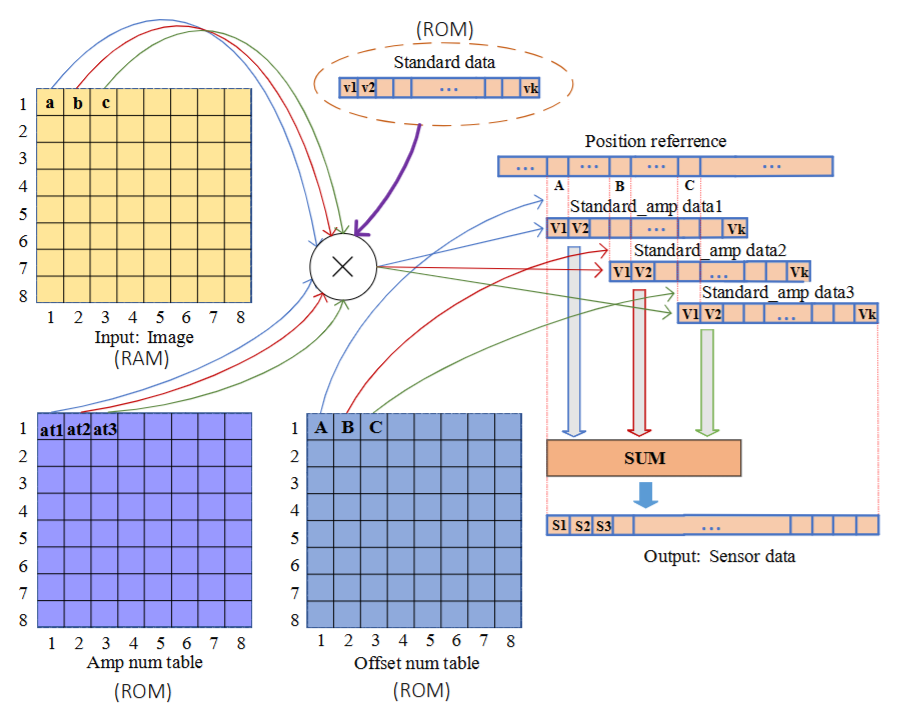 (ROM)
Standard data
v1 v2 ... vk
1 a b c
2
3
4
5
6
7
8
1 2 3 4 5 6 7 8
Input: Image
(RAM)
Position referrence
... ... ... ... ...
A B C
Standard_amp data1
V1 V2 ... Vk
Standard_amp data2
V1 V2 ... Vk
Standard_amp data3
V1 V2 ... Vk
×
1 at1 at2 at3
2
3
4
5
6
7
8
1 2 3 4 5 6 7 8
Amp num table
(ROM)
1 A B C
2
3
4
5
6
7
8
1 2 3 4 5 6 7 8
Offset num table
(ROM)
SUM
S1 S2 S3 ...
Output: Sensor data